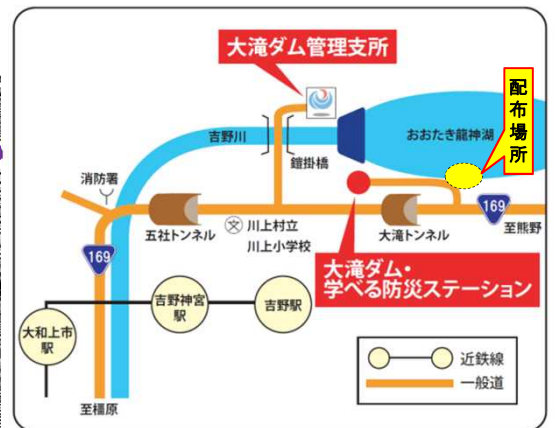 大滝ダム管理支所
配布場所
おおたき龍神湖
吉野川
鎧掛橋
消防署
五社トンネル
川上村立
川上小学校
大滝トンネル
169
至熊野
169
大滝ダム・
学べる防災ステーション
吉野神宮
駅
吉野駅
大和上市
駅
近鉄線
一般道
至橿原